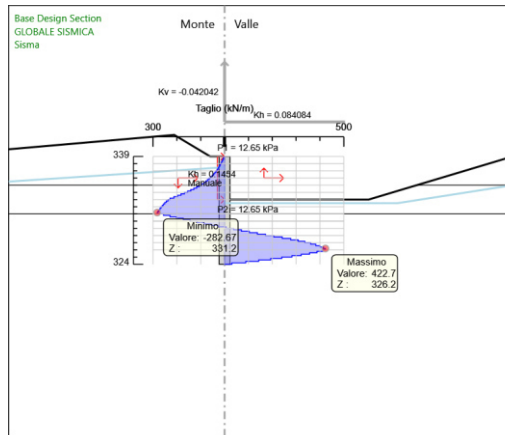 Base Design Section
GLOBALE SISMICA
Sisma
Monte Valle
Kv = -0.042042
Taglio (kN/m)
Kh = 0.084084
300 500
P1 = 12.65 kPa
339
Kh = 0.1454
Manuale
P2 = 12.65 kPa
Minimo
Valore: -282.67
Z : 331.2
324
Massimo
Valore: 422.7
Z : 326.2